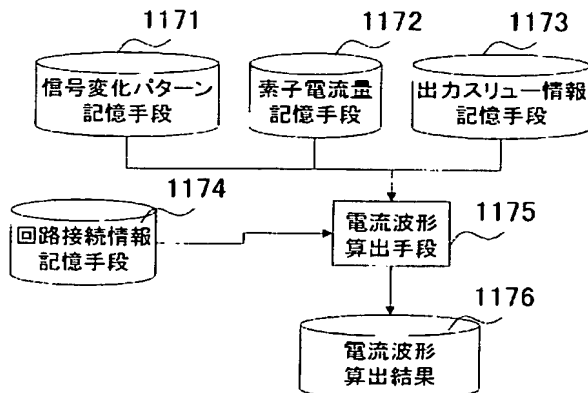 1171
1172
1173
信号変化パターン
記憶手段
素子電流量
記憶手段
出力スリュー情報
記憶手段
1174
回路接続情報
記憶手段
電流波形
算出手段
1175
1176
電流波形
算出結果